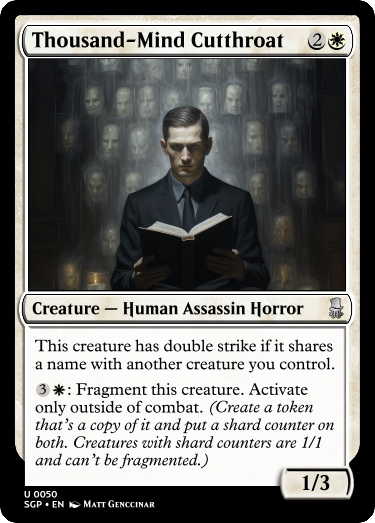 Thousand-Mind Cutthroat 2
Creature — Human Assassin Horror
This creature has double strike if it shares
a name with another creature you control.
3 : Fragment this creature. Activate
only outside of combat. (Create a token
that's a copy of it and put a shard counter on
both. Creatures with shard counters are 1/1
and can't be fragmented.)
1/3
U 0050
SGP • EN Matt Genccinar